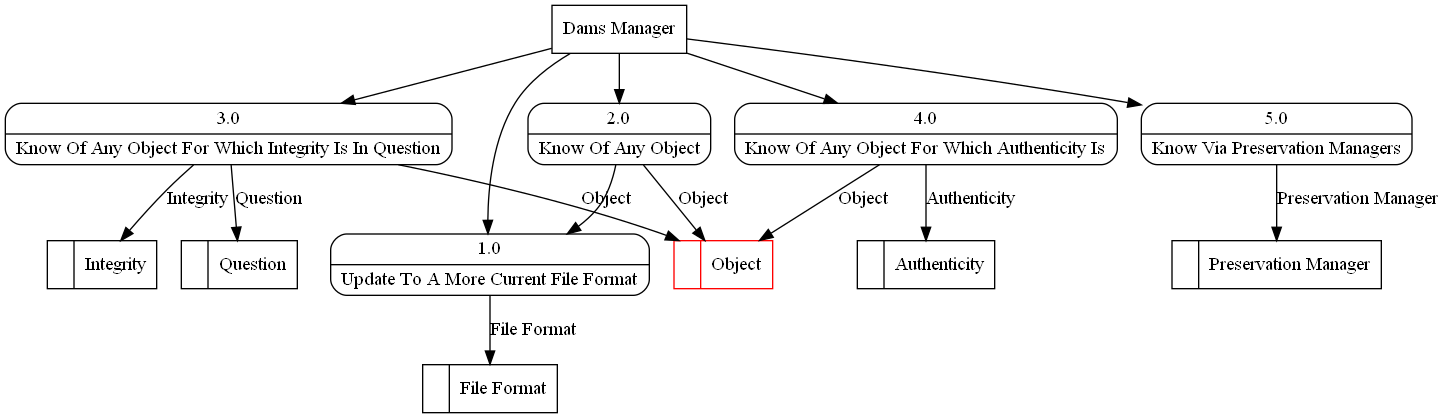 Dams Manager
3.0
Know Of Any Object For Which Integrity Is In Question
2.0
Know Of Any Object
4.0
Know Of Any Object For Which Authenticity Is
5.0
Know Via Preservation Managers
Integrity
Question
Object
Object
Object
Authenticity
Preservation Manager
Integrity
Question
1.0
Update To A More Current File Format
Object
Authenticity
Preservation Manager
File Format
File Format